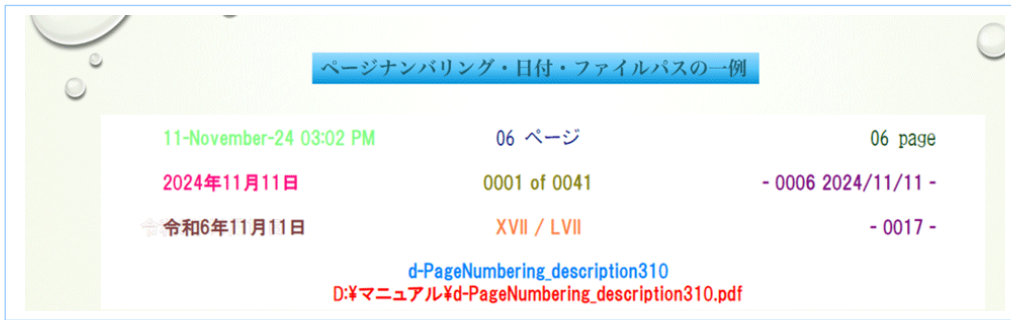 ページナンバリング・日付・ファイルパスの一例
11-November-24 03:02 PM 06 ページ 06 page
2024年11月11日 0001 of 0041 - 0006 2024/11/11 -
令和6年11月11日 XVII / LVII - 0017 -
d-PageNumbering_description310
D:¥マニュアル¥d-PageNumbering_description310.pdf